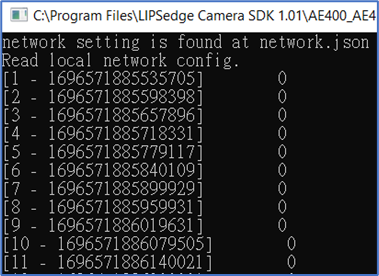 C:\Program Files\LIPSedge Camera SDK 1.01\AE400_AE4
network setting is found at network.json
Read local network config.
[1 - 1696571885535705] 0
[2 - 1696571885598398] 0
[3 - 1696571885657896] 0
[4 - 1696571885718331] 0
[5 - 1696571885779117] 0
[6 - 1696571885840109] 0
[7 - 1696571885899929] 0
[8 - 1696571885959931] 0
[9 - 1696571886019631] 0
[10 - 1696571886079505] 0
[11 - 1696571886140021] 0